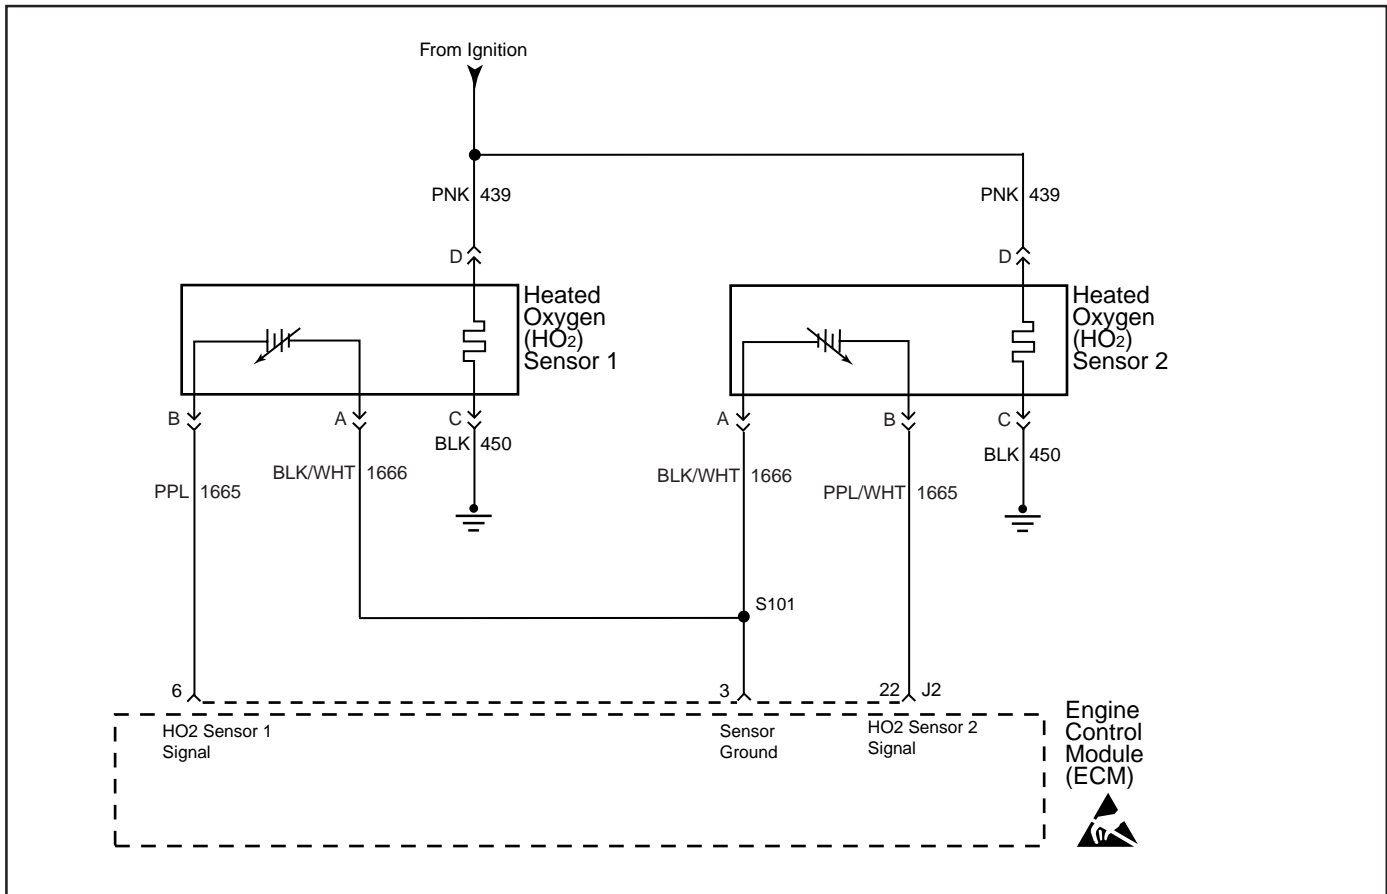 From Ignition
PNK 439
PNK 439
D
D
Heated
Oxygen
(HO2)
Sensor 1
Heated
Oxygen
(HO2)
Sensor 2
B
A
C
A
B
C
BLK 450
BLK 450
BLK/WHT 1666
BLK/WHT 1666
PPL 1665
PPL/WHT 1665
S101
6
3
22 J2
HO2 Sensor 1
Signal
Sensor
Ground
HO2 Sensor 2
Signal
Engine
Control
Module
(ECM)